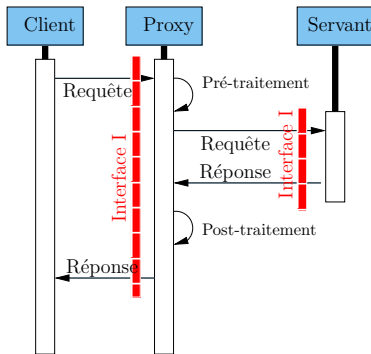 Client
Proxy
Servant
Requête
Pré-traitement
Interface I
Requête
Interface I
Réponse
Post-traitement
Réponse